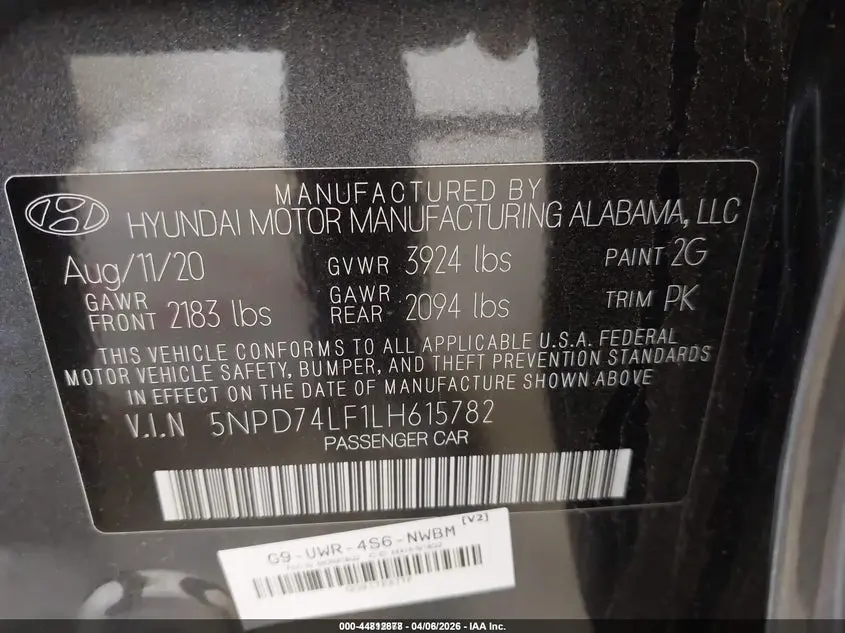 MANUFACTURED BY
HYUNDAI MOTOR MANUFACTURING ALABAMA, LLC
Aug/11/20 GVWR 3924 lbs PAINT 2G
GAWR FRONT 2183 lbs GAWR REAR 2094 lbs TRIM PK
THIS VEHICLE CONFORMS TO ALL APPLICABLE U.S.A. FEDERAL
MOTOR VEHICLE SAFETY, BUMPER, AND THEFT PREVENTION STANDARDS
IN EFFECT ON THE DATE OF MANUFACTURE SHOWN ABOVE
V.I.N 5NPD74LF1LH615782
PASSENGER CAR
G9-UWR-4S6-NWBM [V2]
04/06/2026 - IAA Inc.